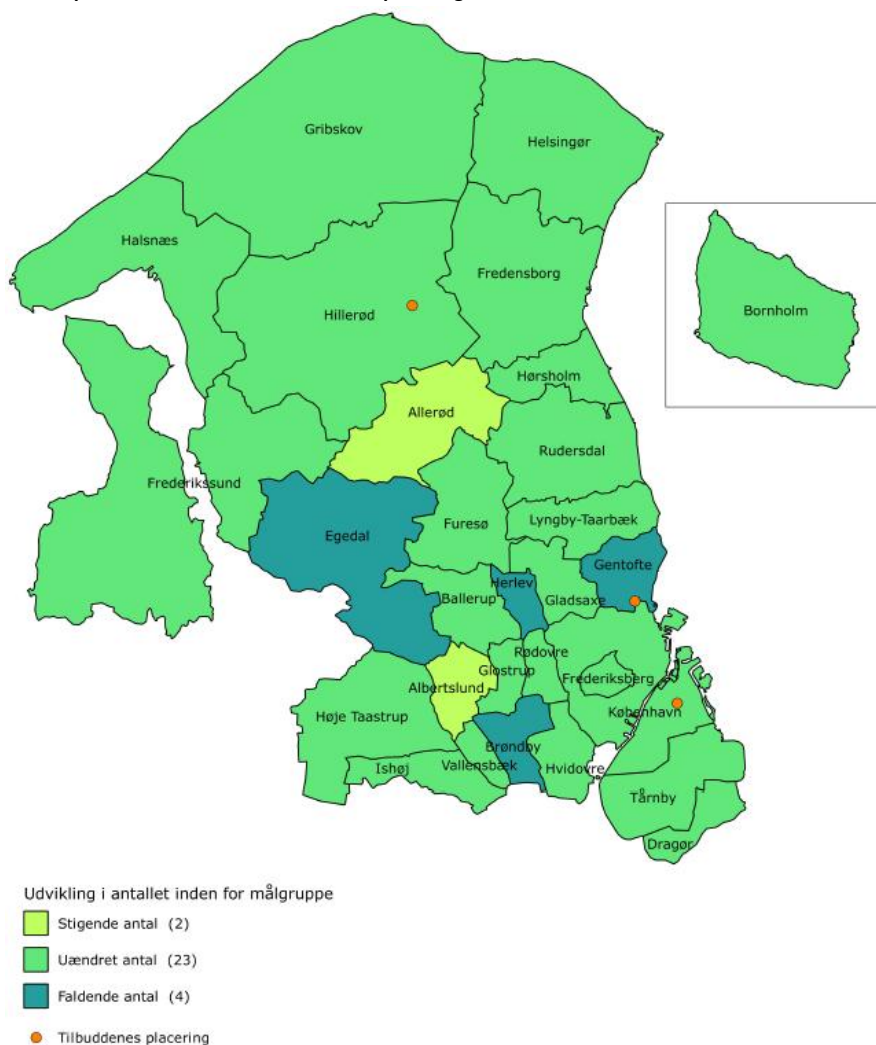 Gribskov
Helsingør
Halsnæs
Fredensborg
Hillerød
Bornholm
Hørsholm
Allerød
Rudersdal
Frederikssund
Lyngby-Taarbæk
Furesø
Egedal
Gentofte
Herlev
Ballerup
Gladsaxe
Rødovre
Glostrup
Frederiksberg
Albertslund
København
Høje Taastrup
Brøndby
Vallensbæk
Hvidovre
Ishøj
Tårnby
Dragør
Udvikling i antallet inden for målgruppe
Stigende antal (2)
Uændret antal (23)
Faldende antal (4)
Tilbuddenes placering